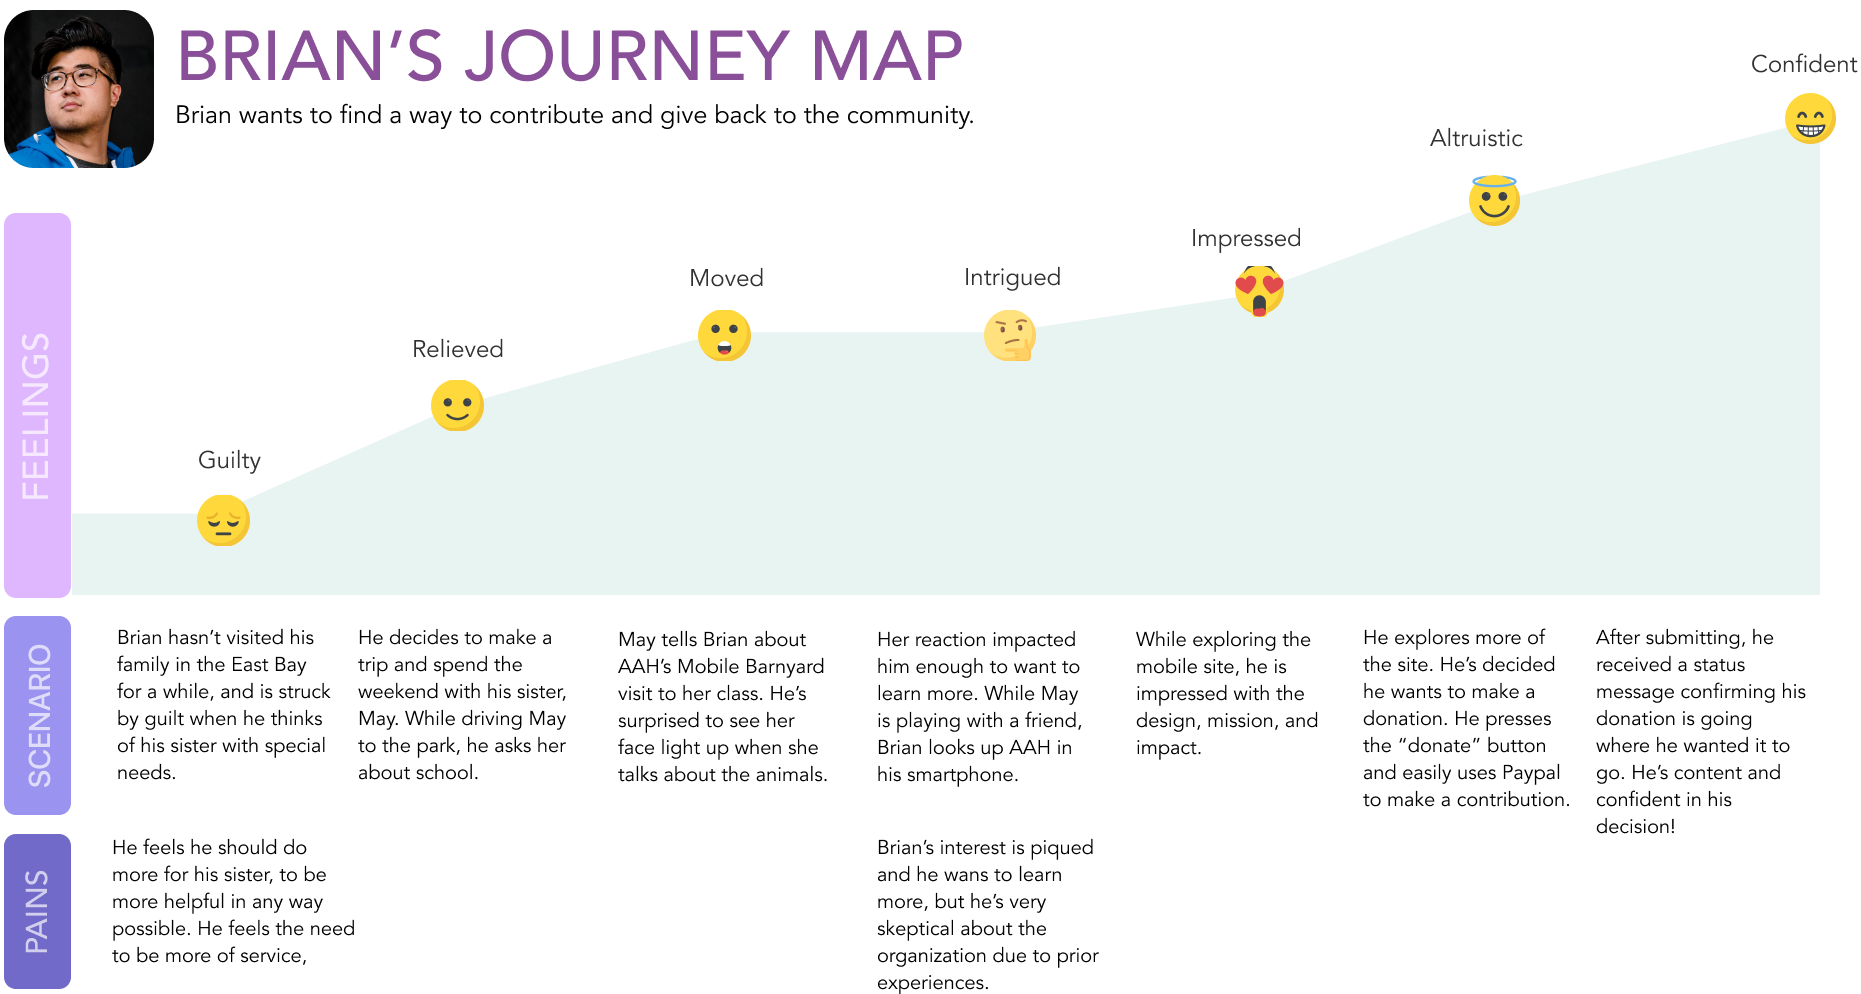 BRIAN’S JOURNEY MAP
Brian wants to find a way to contribute and give back to the community.
FEELINGS
Guilty
Relieved
Moved
Intrigued
Impressed
Altruistic
Confident
SCENARIO
Brian hasn’t visited his
family in the East Bay
for a while, and is struck
by guilt when he thinks
of his sister with special
needs.
He decides to make a
trip and spend the
weekend with his sister,
May. While driving May
to the park, he asks her
about school.
May tells Brian about
AAH’s Mobile Barnyard
visit to her class. He’s
surprised to see her
face light up when she
talks about the animals.
Her reaction impacted
him enough to want to
learn more. While May
is playing with a friend,
Brian looks up AAH in
his smartphone.
While exploring the
mobile site, he is
impressed with the
design, mission, and
impact.
He explores more of
the site. He’s decided
he wants to make a
donation. He presses
the “donate” button
and easily uses Paypal
to make a contribution.
After submitting, he
received a status
message confirming his
donation is going
where he wanted it to
go. He’s content and
confident in his
decision!
PAINS
He feels he should do
more for his sister, to be
more helpful in any way
possible. He feels the need
to be more of service,
Brian’s interest is piqued
and he wans to learn
more, but he’s very
skeptical about the
organization due to prior
experiences.